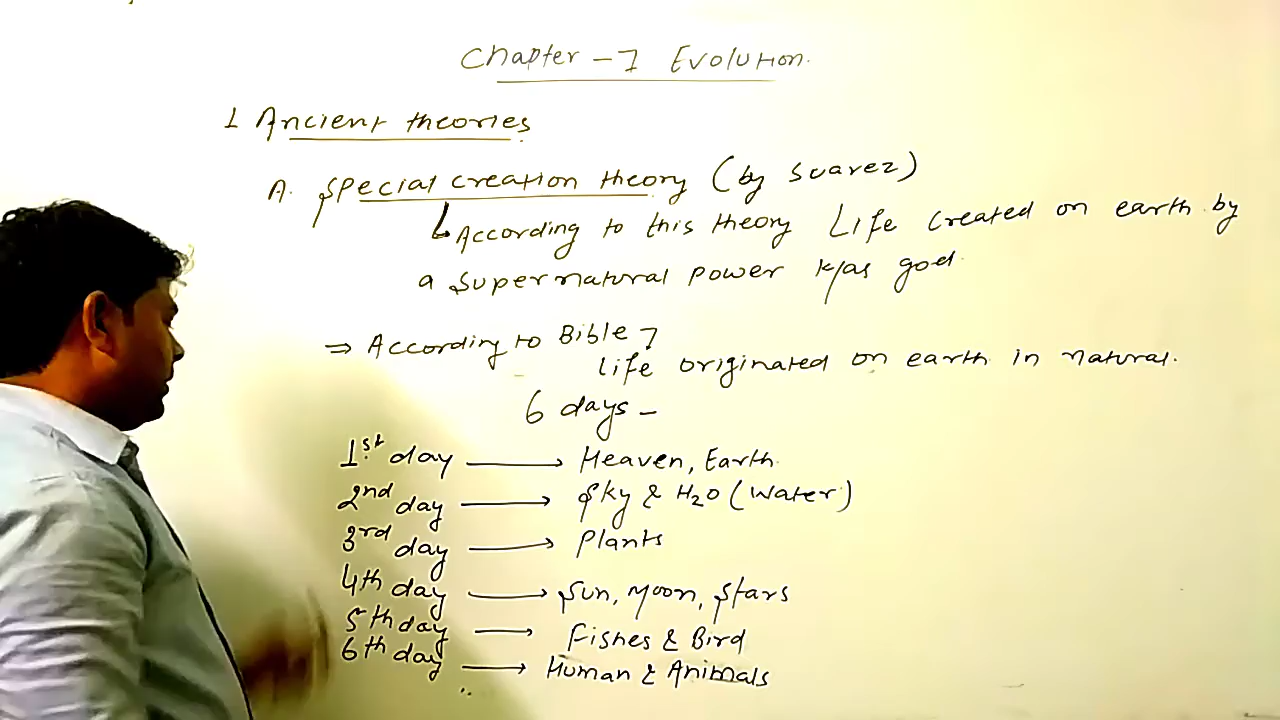 Chapter - 7 Evolution.
1 Ancient theories
A. Special creation theory (by Suarez)
According to this theory Life created on earth by
a Supernatural power k/as god.
⇒ According to Bible 7
life originated on earth in natural.
6 days -
1st day → Heaven, Earth
2nd day → Sky & H2O (Water)
3rd day → Plants
4th day → Sun, Moon, Stars
5th day → Fishes & Bird
6th day → Human & Animals